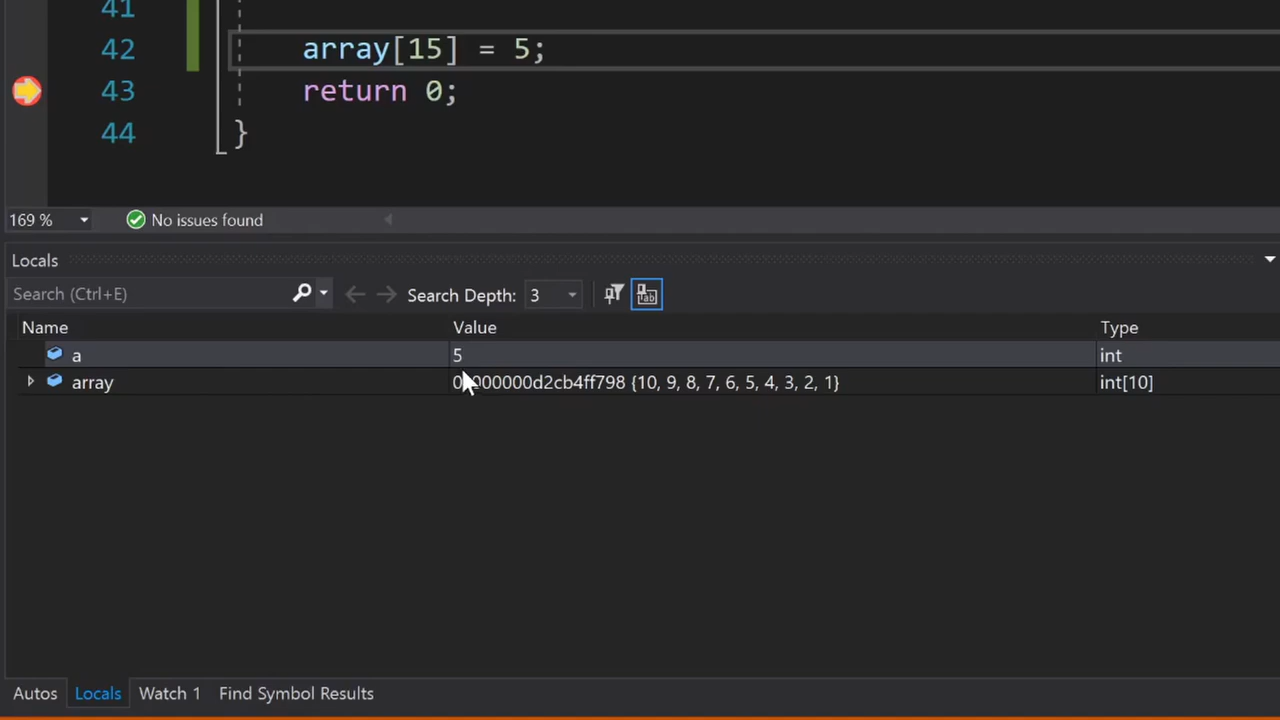 41
42 array[15] = 5;
43 return 0;
44 }
169 % No issues found
Locals
Search (Ctrl+E) Search Depth: 3
Name Value Type
a 5 int
array 000000d2cb4ff798 {10, 9, 8, 7, 6, 5, 4, 3, 2, 1} int[10]
Autos Locals Watch 1 Find Symbol Results